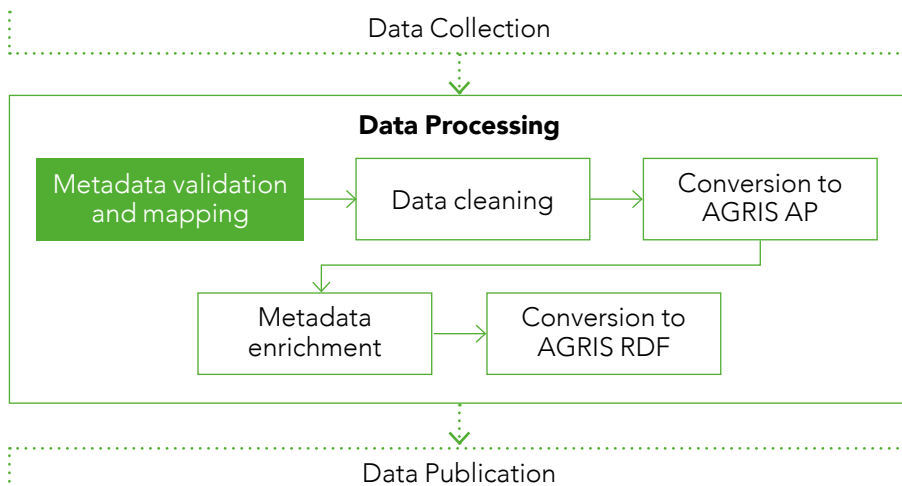 Data Collection
Data Processing
Metadada validation
and mapping
Data cleaning
Conversion to
AGRIS AP
Metadata
enrichment
Conversion to
AGRIS RDF
Data Publication